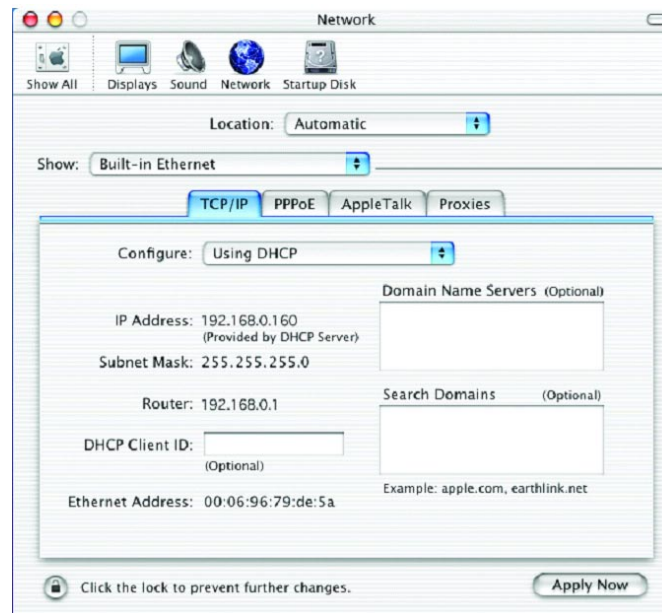 Network
Show All Displays Sound Network Startup Disk
Location: Automatic
Show: Built-in Ethernet
TCP/IP PPPoE AppleTalk Proxies
Configure: Using DHCP
Domain Name Servers (Optional)
IP Address: 192.168.0.160
(Provided by DHCP Server)
Subnet Mask: 255.255.255.0
Search Domains (Optional)
Router: 192.168.0.1
DHCP Client ID:
(Optional)
Example: apple.com, earthlink.net
Ethernet Address: 00:06:96:79:de:5a
Click the lock to prevent further changes.
Apply Now